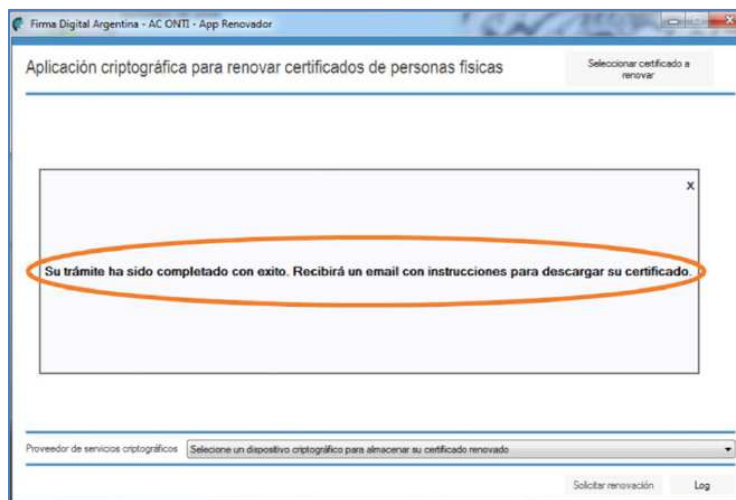 Firma Digital Argentina - AC ONTI - App Renovador
Aplicación criptográfica para renovar certificados de personas físicas
Seleccionar certificado a
renovar
X
Su trámite ha sido completado con exito. Recibirá un email con instrucciones para descargar su certificado.
Proveedor de servicios criptográficos
Selecione un dispositivo criptográfico para almacenar su certificado renovado
Solicitar renovación
Log